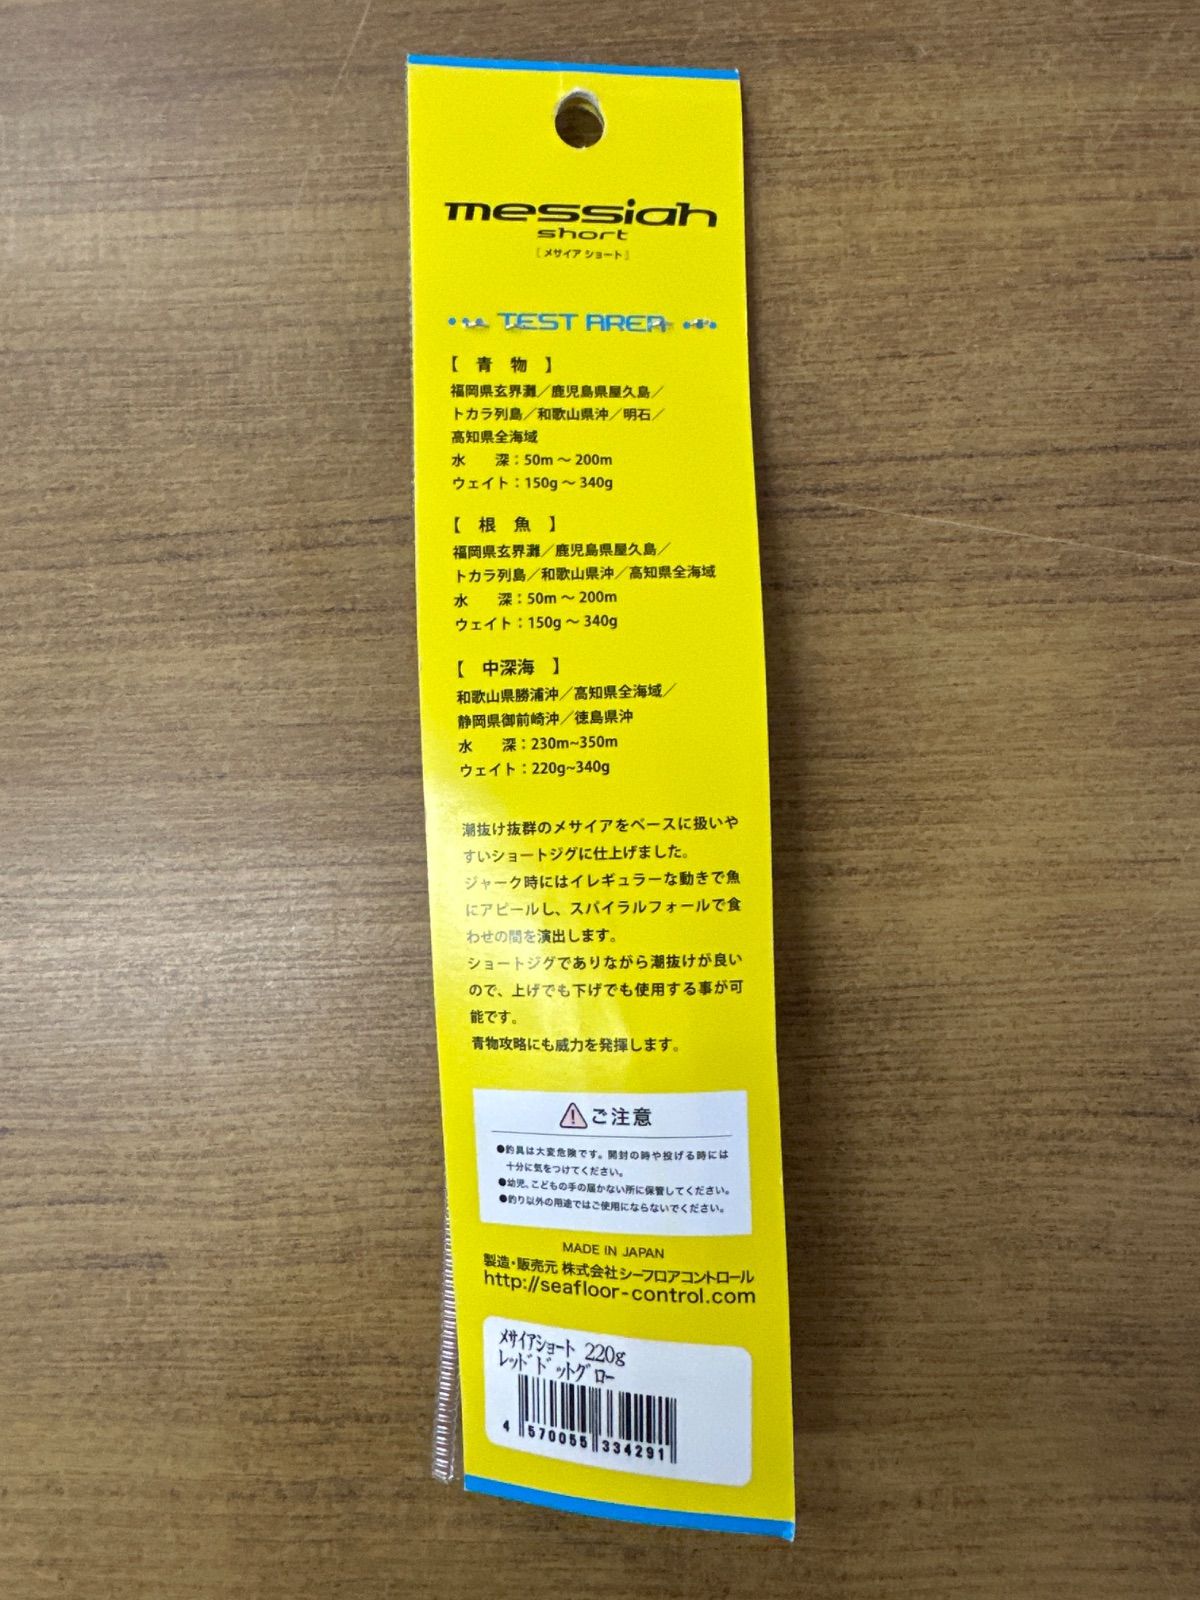 messiah
short
[ メサイア ショート ]
TEST AREA
【 青 物 】
福岡県玄界灘／鹿児島県屋久島／
トカラ列島／和歌山県沖／明石／
高知県全海域
水　　深：50m ～ 200m
ウェイト：150g ～ 340g
【 根 魚 】
福岡県玄界灘／鹿児島県屋久島／
トカラ列島／和歌山県沖／高知県全海域
水　　深：50m ～ 200m
ウェイト：150g～ 340g
【 中深海 】
和歌山県勝浦沖／高知県全海域／
静岡県御前崎沖／徳島県沖
水　　深：230m~350m
ウェイト：220g~340g
潮抜け抜群のメサイアをベースに扱いや
すいショートジグに仕上げました。
ジャーク時にはイレギュラーな動きで魚
にアピールし、スパイラルフォールで食
わせの間を演出します。
ショートジグでありながら潮抜けが良い
ので、上げでも下げでも使用する事が可
能です。
青物攻略にも威力を発揮します。
ご注意
●釣具は大変危険です。開封の時や投げる時には
十分に気をつけてください。
●幼児、こどもの手の届かない所に保管してください。
●釣り以外の用途ではご使用にならないでください。
MADE IN JAPAN
製造・販売元 株式会社シーフロアコントロール
http://seafloor-control.com
メサイアショート 220g
レッドドットグロー
4 570055 334291